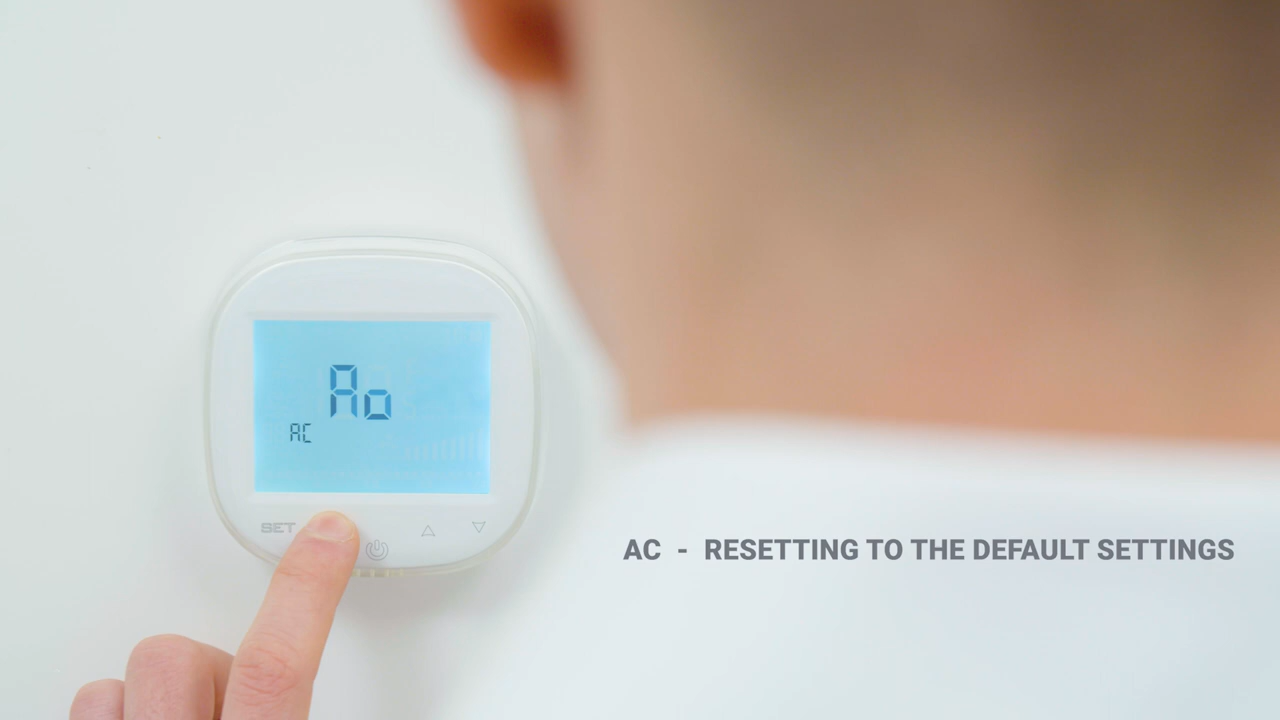 Ao
AC
SET
AC - RESETTING TO THE DEFAULT SETTINGS